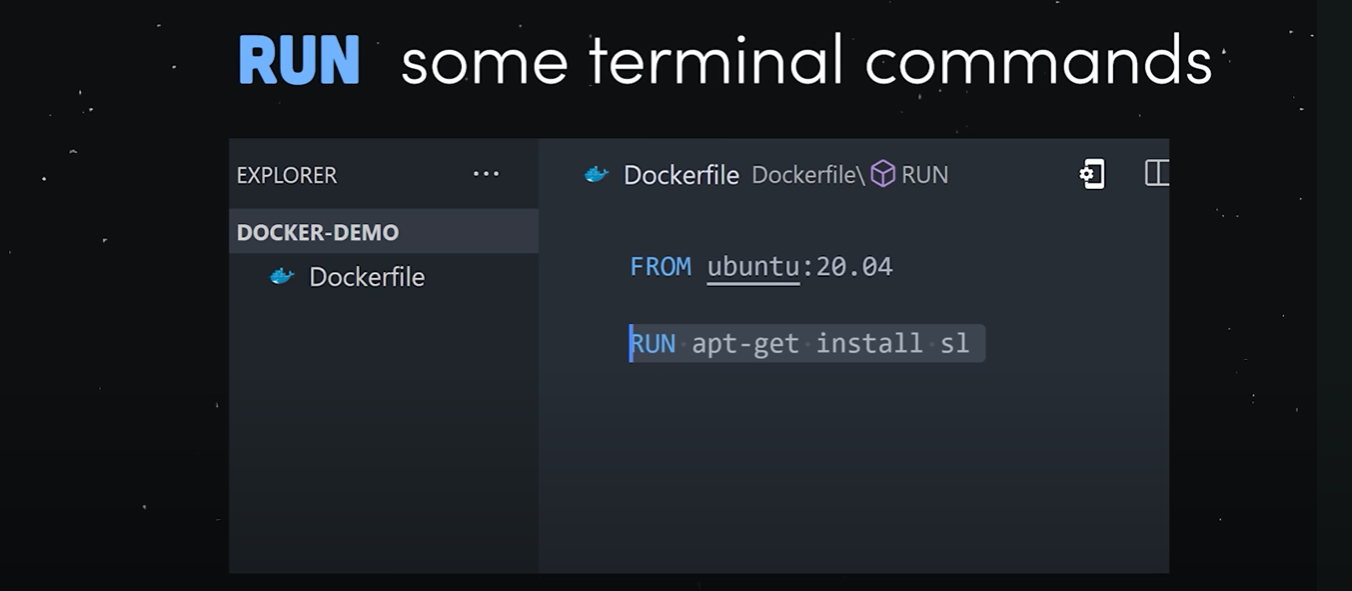 RUN some terminal commands
EXPLORER ...
DOCKER-DEMO
Dockerfile
Dockerfile Dockerfile\ RUN
FROM ubuntu:20.04
RUN apt-get install sl